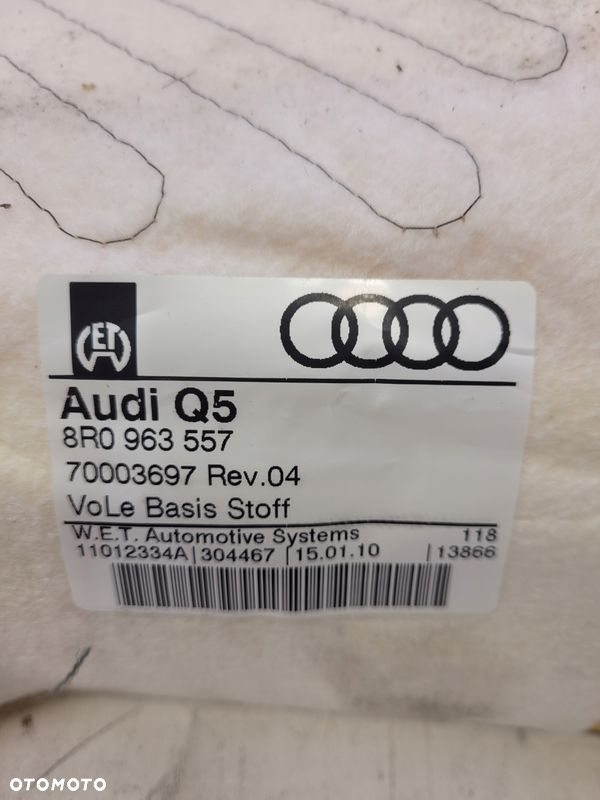 WET
Audi Q5
8R0 963 557
70003697 Rev.04
VoLe Basis Stoff
W.E.T. Automotive Systems 118
11012334A|304467 |15.01.10 |13866
OTOMOTO